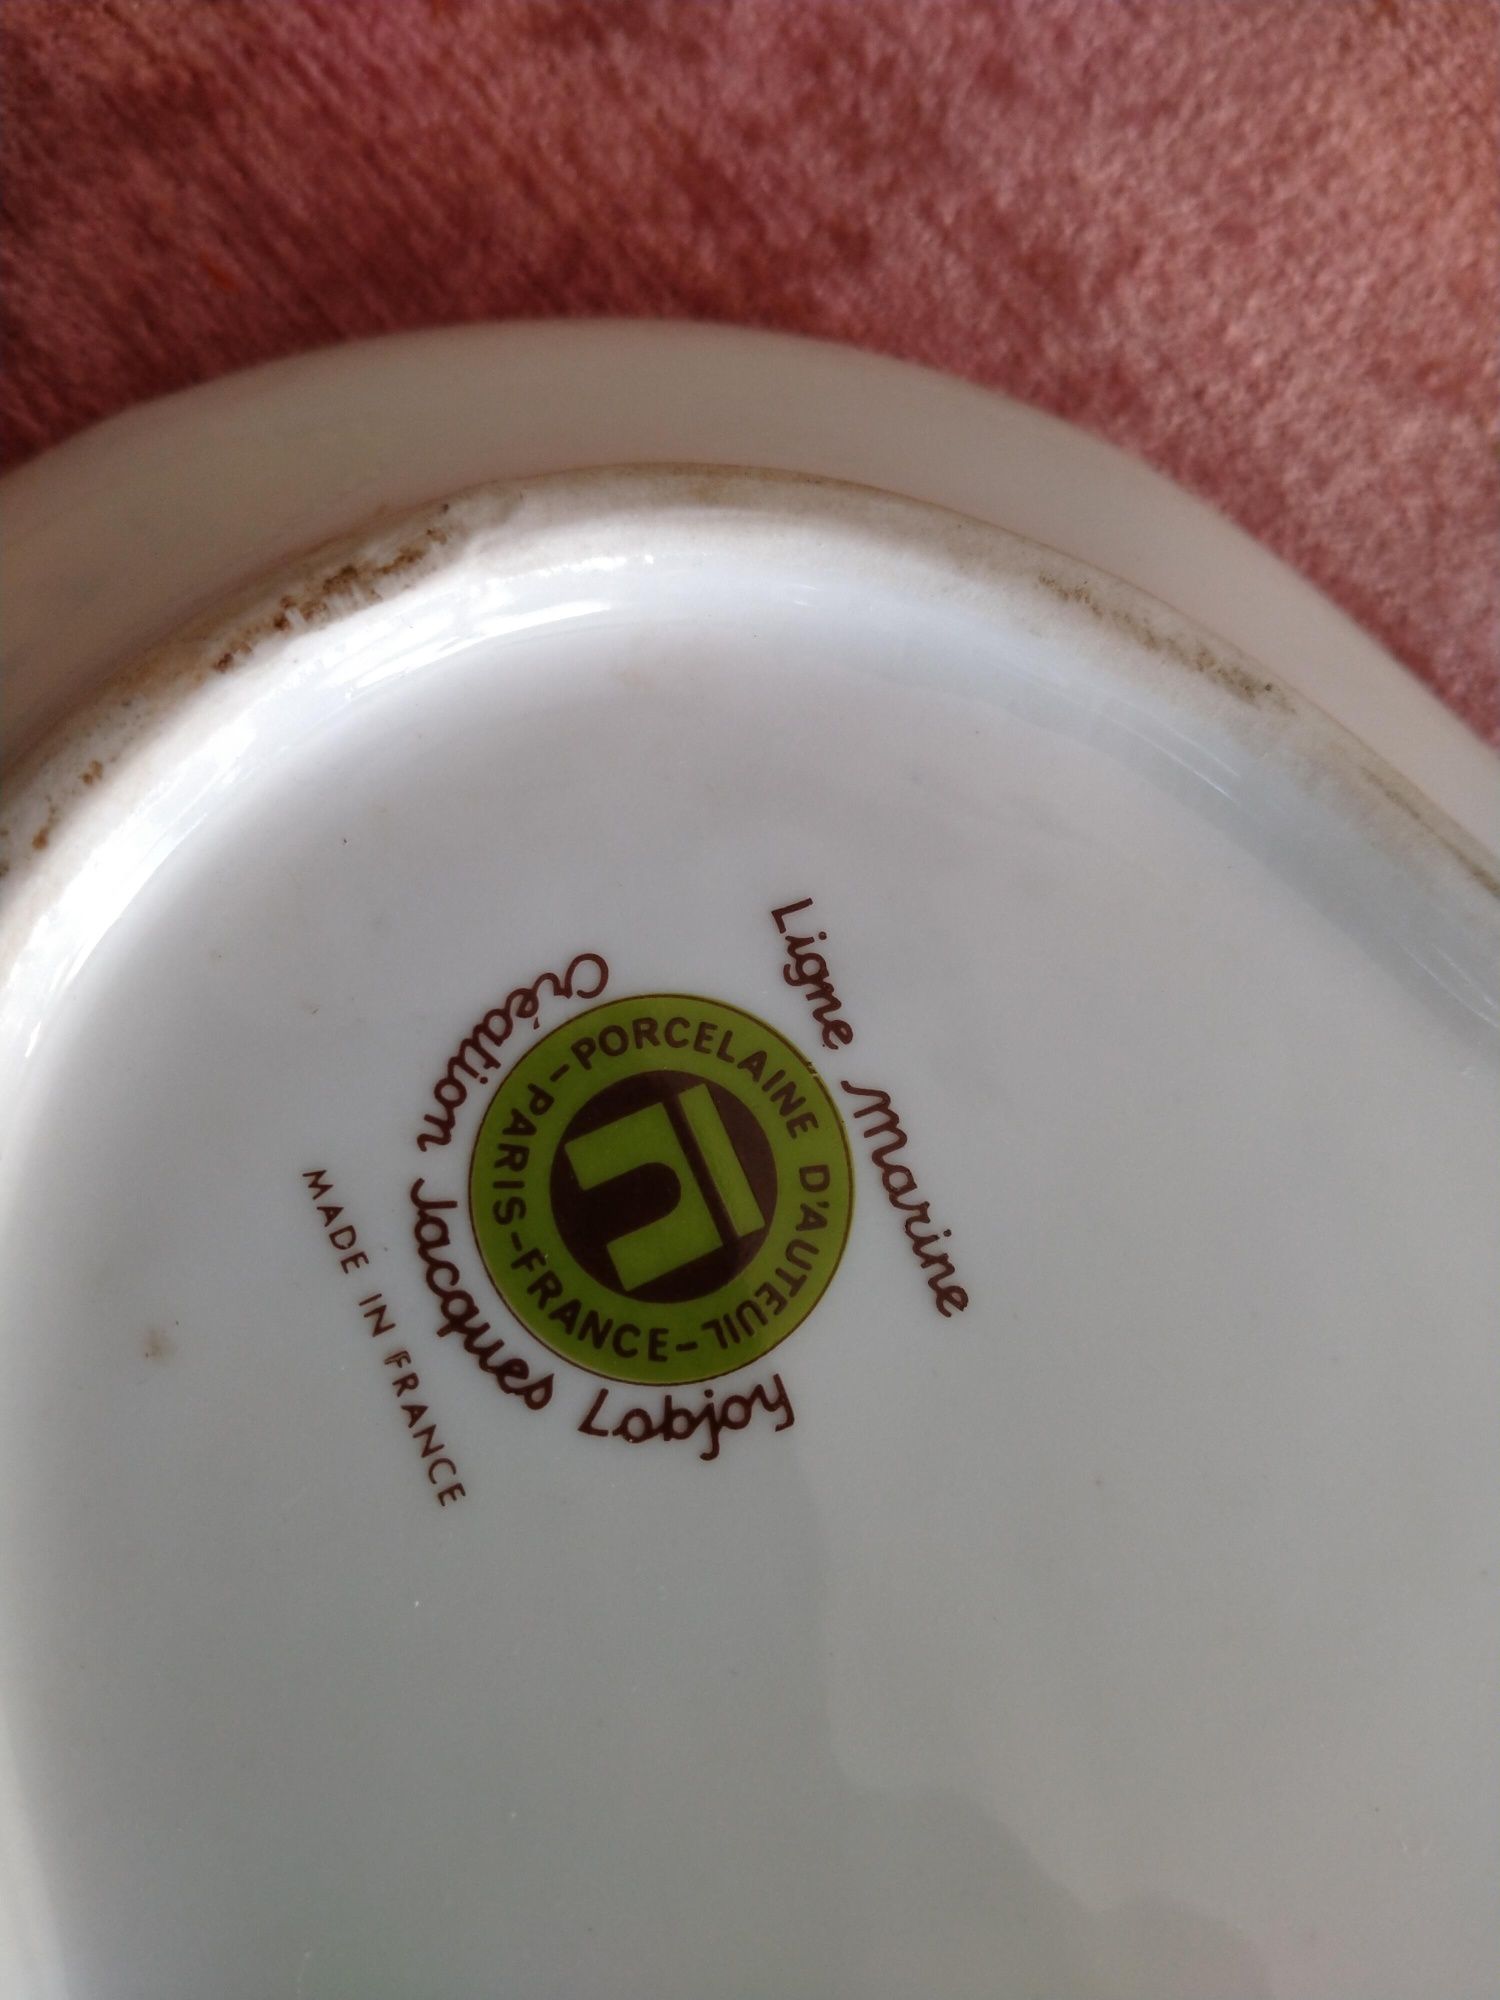 Ligne marine
PORCELAINE D'AUTEUIL - PARIS - FRANCE -
Création Jacques Lobjoy
MADE IN FRANCE